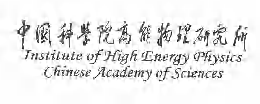 中国科学院高能物理研究所
Institute of High Energy Physics
Chinese Academy of Sciences